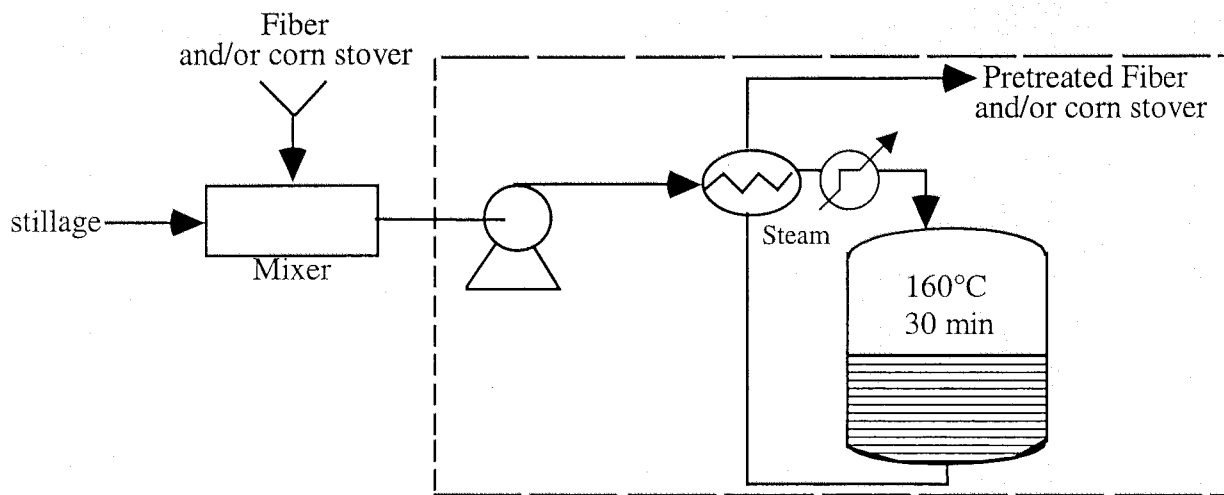 Fiber
and/or corn stover
Pretreated Fiber
and/or corn stover
stillage
Mixer
Steam
160°C
30 min